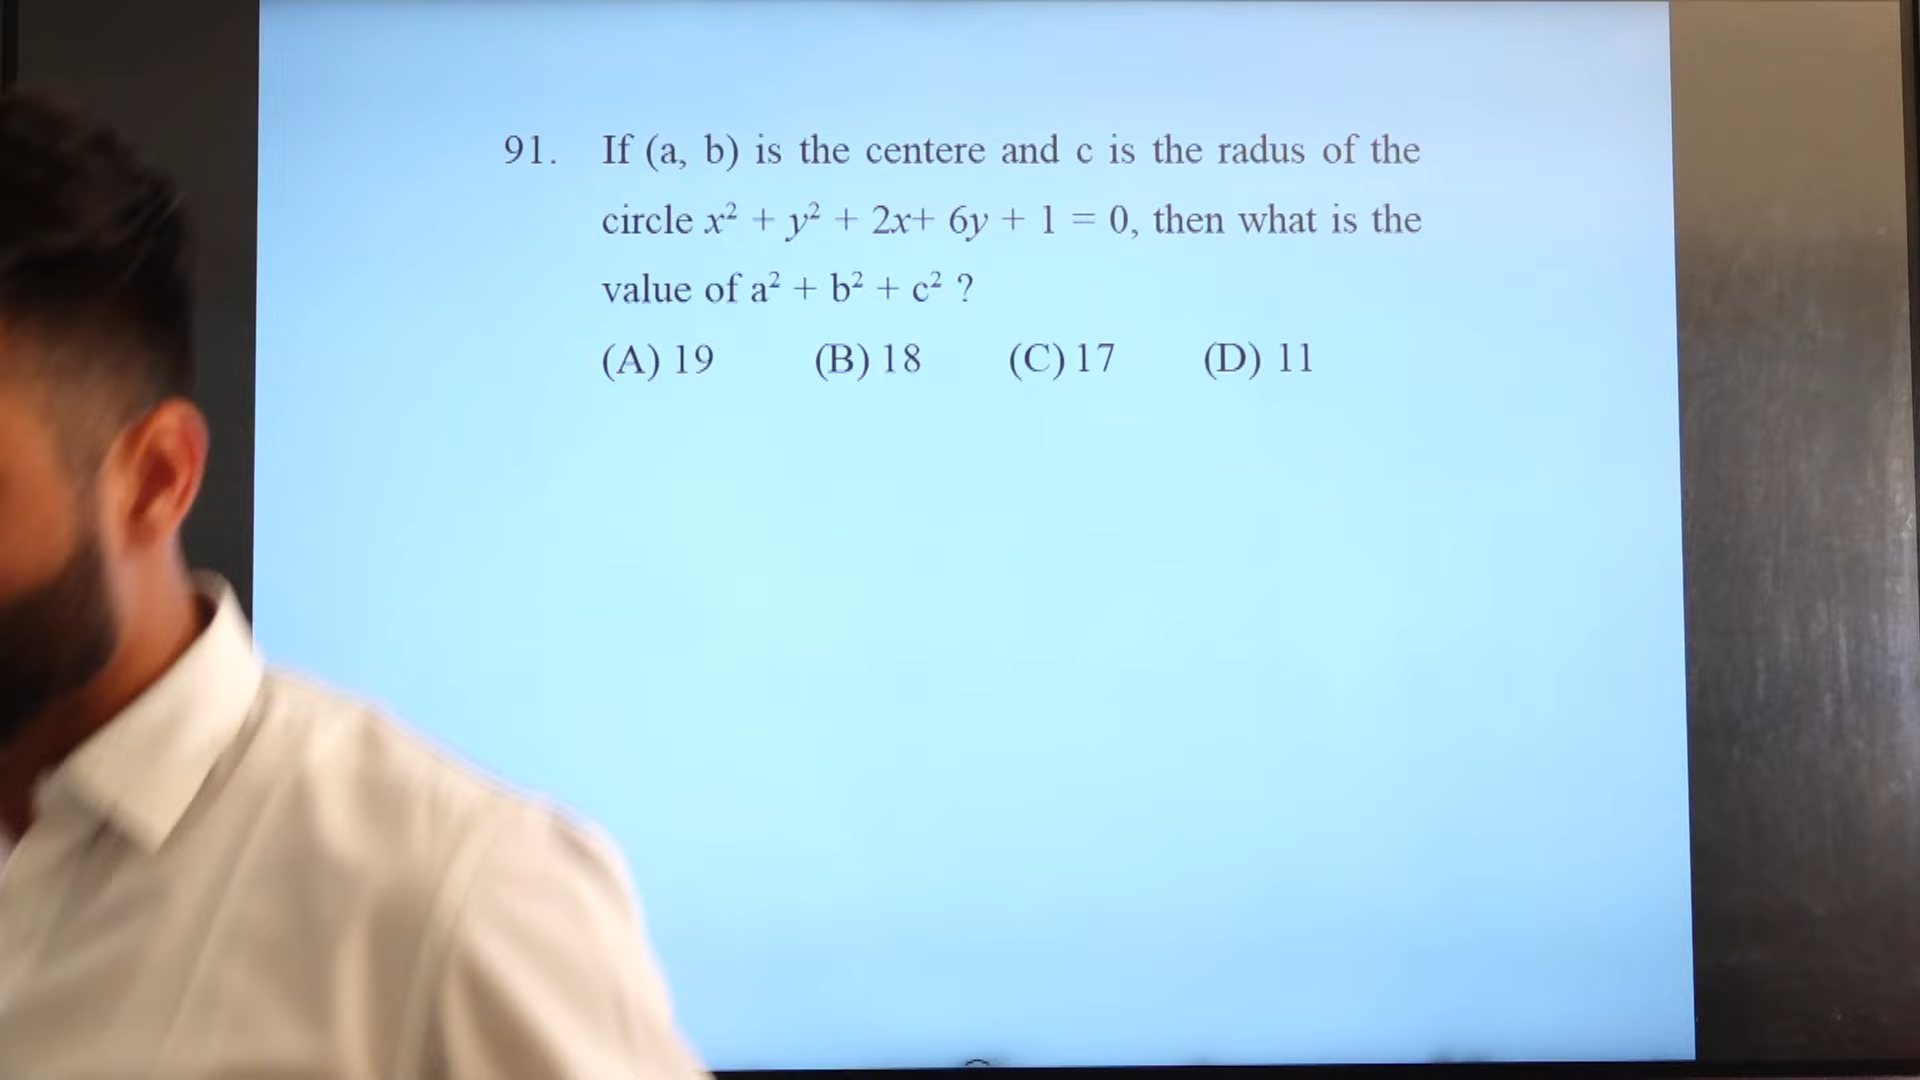 91. If (a, b) is the centere and c is the radus of the
circle x² + y² + 2x+ 6y + 1 = 0, then what is the
value of a² + b² + c² ?
(A) 19 (B) 18 (C) 17 (D) 11